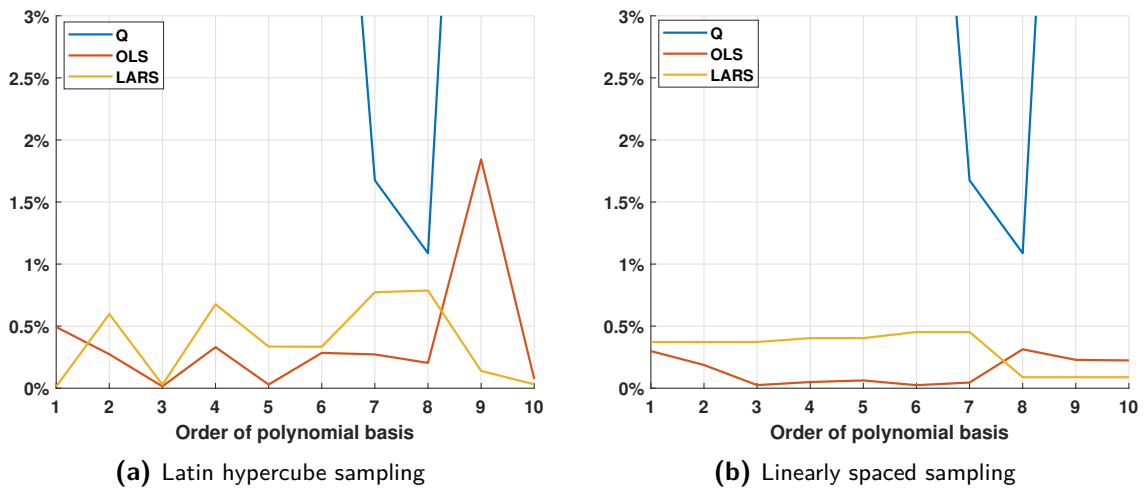 3%
2.5%
2%
1.5%
1%
0.5%
0%
Q
OLS
LARS
1 2 3 4 5 6 7 8 9 10
Order of polynomial basis
(a) Latin hypercube sampling
3%
2.5%
2%
1.5%
1%
0.5%
0%
Q
OLS
LARS
1 2 3 4 5 6 7 8 9 10
Order of polynomial basis
(b) Linearly spaced sampling